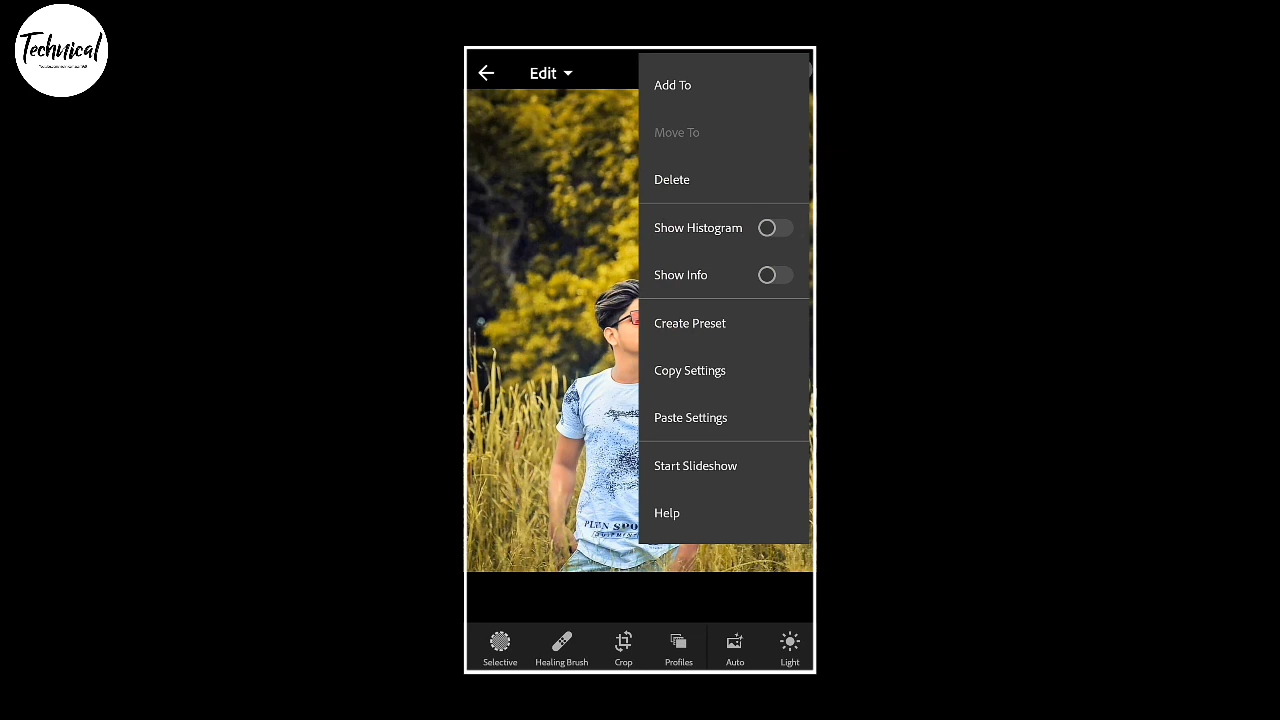 Technical
Edit
Add To
Move To
Delete
Show Histogram
Show Info
Create Preset
Copy Settings
Paste Settings
Start Slideshow
Help
Selective
Healing Brush
Crop
Profiles
Auto
Light